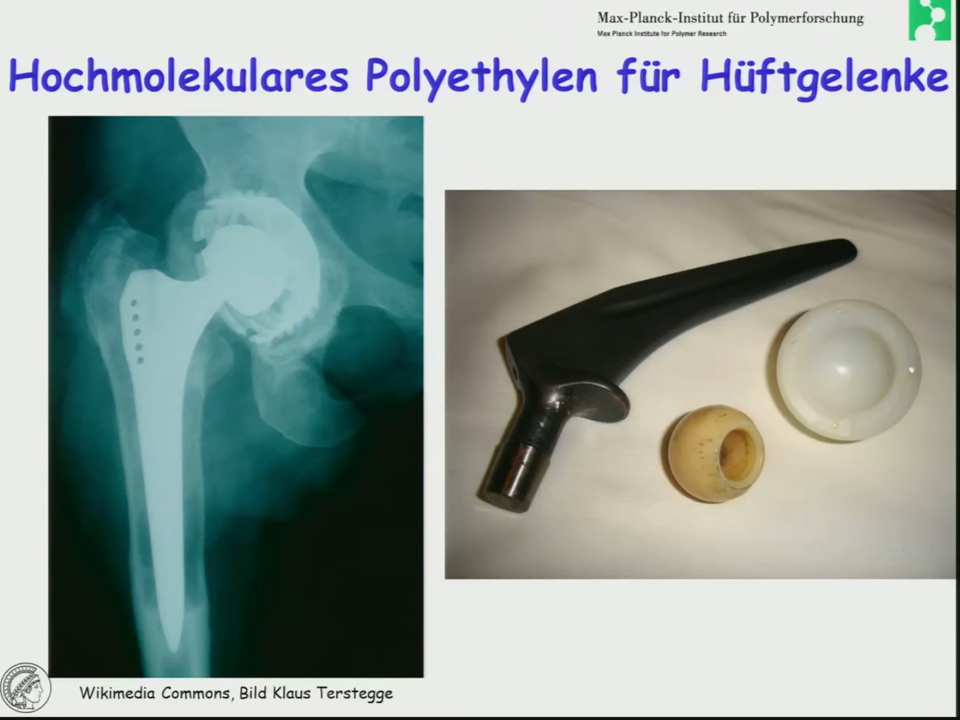 Max-Planck-Institut für Polymerforschung
Max Planck Institute for Polymer Research
Hochmolekulares Polyethylen für Hüftgelenke
Wikimedia Commons, Bild Klaus Terstegge